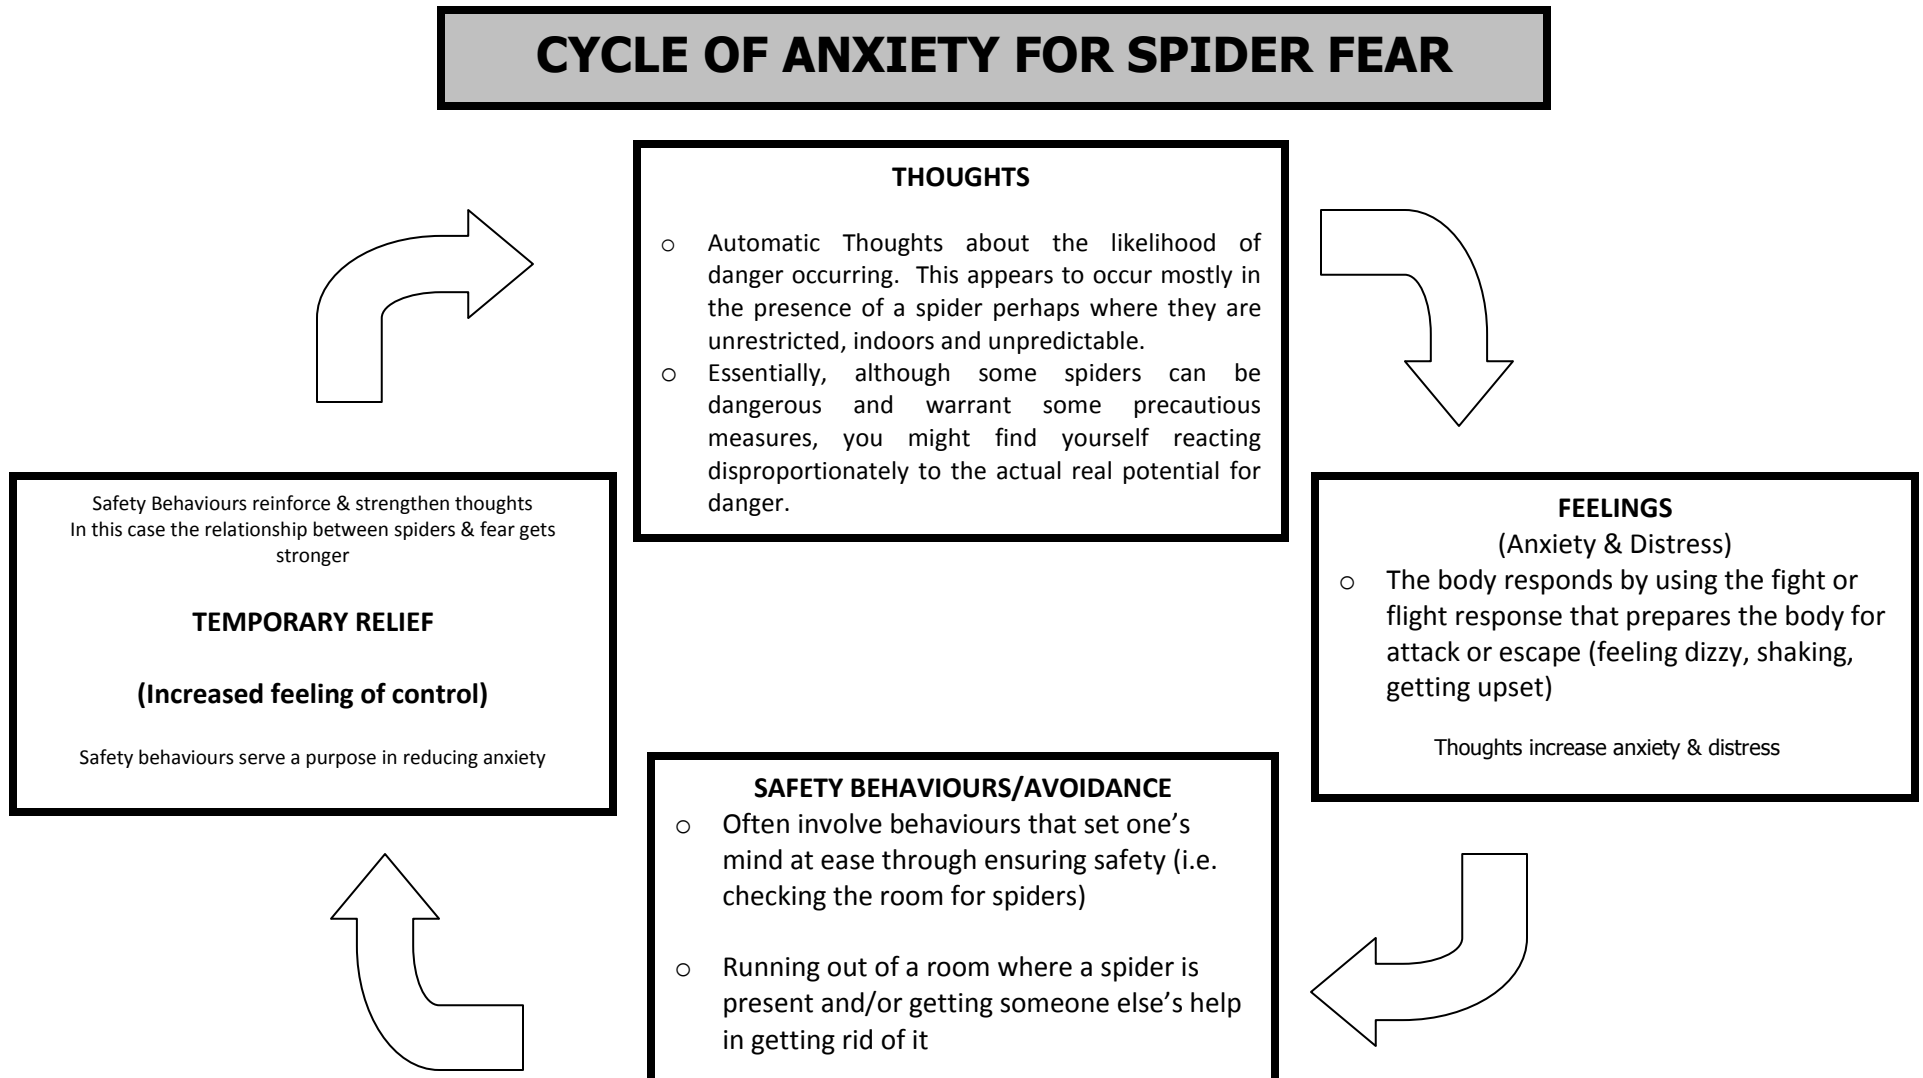 CYCLE OF ANXIETY FOR SPIDER FEAR
THOUGHTS
o Automatic Thoughts about the likelihood of
danger occurring. This appears to occur mostly in
the presence of a spider perhaps where they are
unrestricted, indoors and unpredictable.
o Essentially, although some spiders can be
dangerous and warrant some precautious
measures, you might find yourself reacting
disproportionately to the actual real potential for
danger.
FEELINGS
(Anxiety & Distress)
o The body responds by using the fight or
flight response that prepares the body for
attack or escape (feeling dizzy, shaking,
getting upset)
Thoughts increase anxiety & distress
SAFETY BEHAVIOURS/AVOIDANCE
o Often involve behaviours that set one’s
mind at ease through ensuring safety (i.e.
checking the room for spiders)
o Running out of a room where a spider is
present and/or getting someone else’s help
in getting rid of it
Safety Behaviours reinforce & strengthen thoughts
In this case the relationship between spiders & fear gets
stronger
TEMPORARY RELIEF
(Increased feeling of control)
Safety behaviours serve a purpose in reducing anxiety